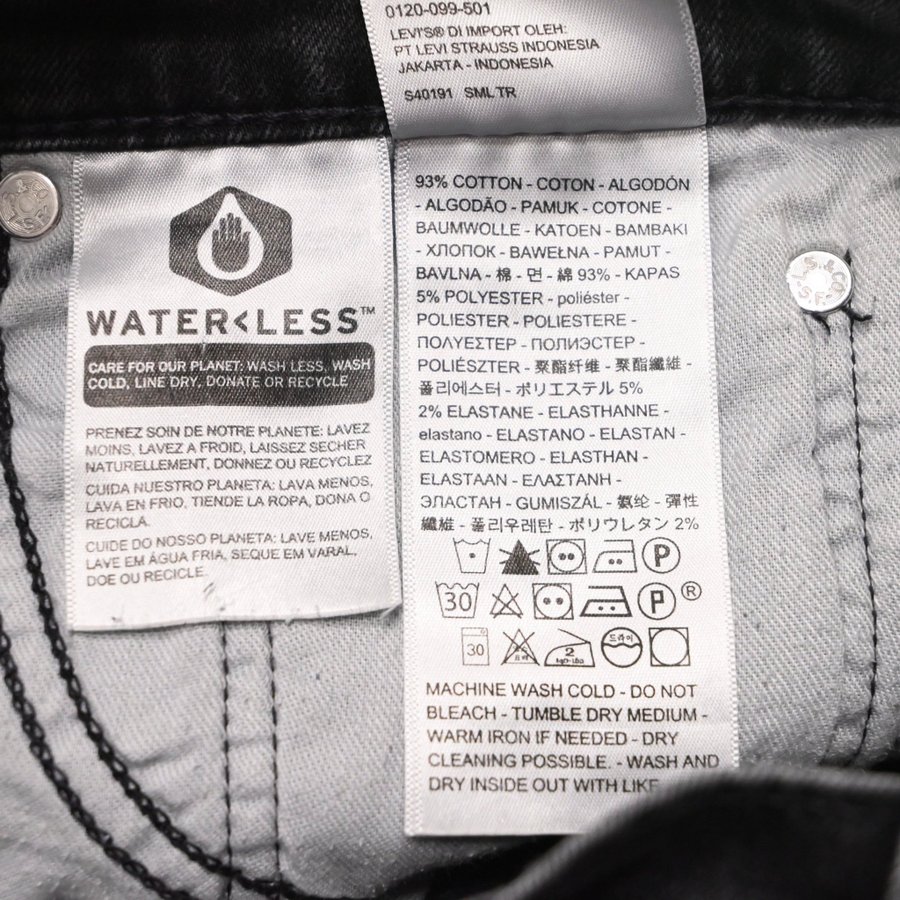 0120-099-501
LEVI'S® DI IMPORT OLEH:
PT LEVI STRAUSS INDONESIA
JAKARTA - INDONESIA
S40191 SML TR
WATER<LESS™
CARE FOR OUR PLANET: WASH LESS, WASH
COLD, LINE DRY, DONATE OR RECYCLE
PRENEZ SOIN DE NOTRE PLANETE: LAVEZ
MOINS, LAVEZ A FROID, LAISSEZ SECHER
NATURELLEMENT, DONNEZ OU RECYCLEZ
CUIDA NUESTRO PLANETA: LAVA MENOS,
LAVA EN FRIO, TIENDE LA ROPA, DONA O
RECICLA.
CUIDE DO NOSSO PLANETA: LAVE MENOS,
LAVE EM ÁGUA FRIA, SEQUE EM VARAL,
DOE OU RECICLE.
93% COTTON - COTON - ALGODÓN
- ALGODÃO - PAMUK - COTONE -
BAUMWOLLE - KATOEN - BAMBAKI
- ХЛОПОК - BAWEŁNA - PAMUT -
BAVLNA - 棉 - 면 - 綿 93% - KAPAS
5% POLYESTER - poliéster -
POLIESTER - POLIESTERE -
ΠΟΛΥΕΣΤΕΡ - ПОЛИЭСТЕР -
POLIÉSZTER - 聚酯纤维 - 聚酯纖維 -
폴리에스터 - ポリエステル 5%
2% ELASTANE - ELASTHANNE -
elastano - ELASTANO - ELASTAN -
ELASTOMERO - ELASTHAN -
ELASTAAN - ΕΛΑΣΤΑΝΗ -
ЭЛАСТАН - GUMISZÁL - 氨纶 - 彈性
纖維 - 폴리우레탄 - ポリウレタン 2%
P
30 P ®
30 2 드라이
MACHINE WASH COLD - DO NOT
BLEACH - TUMBLE DRY MEDIUM -
WARM IRON IF NEEDED - DRY
CLEANING POSSIBLE. - WASH AND
DRY INSIDE OUT WITH LIKE
L.S.&CO
S.F.